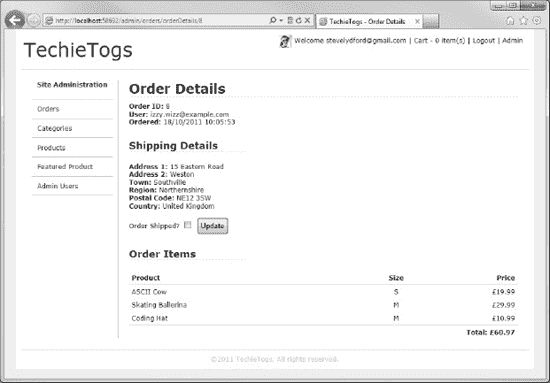 http://localhost:58692/admin/orders/orderDetails/8
TechieTogs - Order Details
TechieTogs
Welcome stevelydford@gmail.com | Cart - 0 item(s) | Logout | Admin
Site Administration
Orders
Categories
Products
Featured Product
Admin Users
Order Details
Order ID: 8
User: izzy.wizz@example.com
Ordered: 18/10/2011 10:05:53
Shipping Details
Address 1: 15 Eastern Road
Address 2: Weston
Town: Southville
Region: Northernshire
Postal Code: NE12 3SW
Country: United Kingdom
Order Shipped? Update
Order Items
Product Size Price
ASCII Cow S £19.99
Skating Ballerina M £29.99
Coding Hat M £10.99
Total: £60.97
©2011 TechieTogs. All rights reserved.